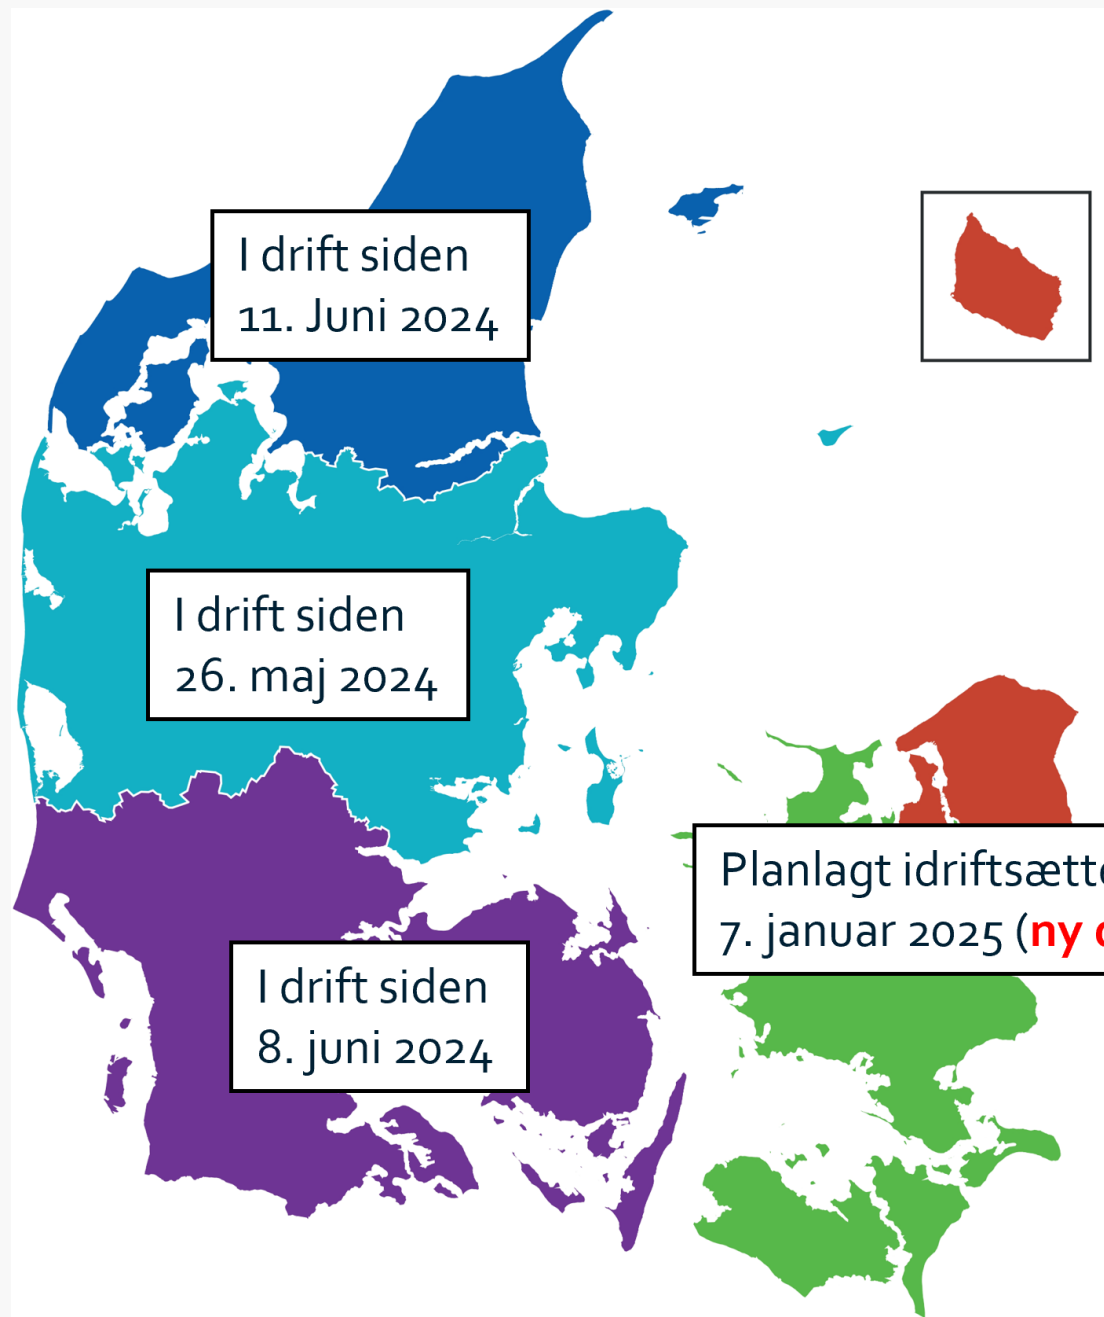 I drift siden
11. Juni 2024
I drift siden
26. maj 2024
Planlagt
7. januar 2025 (ny
I drift siden
8. juni 2024